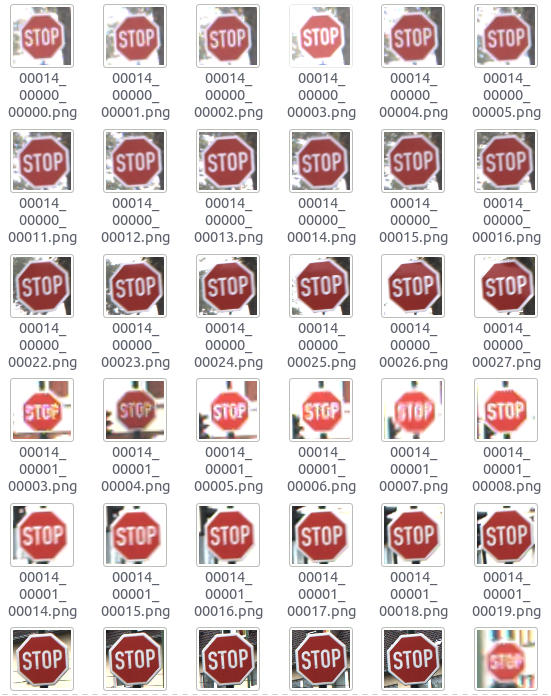 STOP STOP STOP STOP STOP STOP
00014_ 00014_ 00014_ 00014_ 00014_ 00014_
00000_ 00000_ 00000_ 00000_ 00000_ 00000_
00000.png 00001.png 00002.png 00003.png 00004.png 00005.png
STOP STOP STOP STOP STOP STOP
00014_ 00014_ 00014_ 00014_ 00014_ 00014_
00000_ 00000_ 00000_ 00000_ 00000_ 00000_
00011.png 00012.png 00013.png 00014.png 00015.png 00016.png
STOP STOP STOP STOP STOP STOP
00014_ 00014_ 00014_ 00014_ 00014_ 00014_
00000_ 00000_ 00000_ 00000_ 00000_ 00000_
00022.png 00023.png 00024.png 00025.png 00026.png 00027.png
STOP STOP STOP STOP STOP STOP
00014_ 00014_ 00014_ 00014_ 00014_ 00014_
00001_ 00001_ 00001_ 00001_ 00001_ 00001_
00003.png 00004.png 00005.png 00006.png 00007.png 00008.png
STOP STOP STOP STOP STOP STOP
00014_ 00014_ 00014_ 00014_ 00014_ 00014_
00001_ 00001_ 00001_ 00001_ 00001_ 00001_
00014.png 00015.png 00016.png 00017.png 00018.png 00019.png
STOP STOP STOP STOP STOP STOP